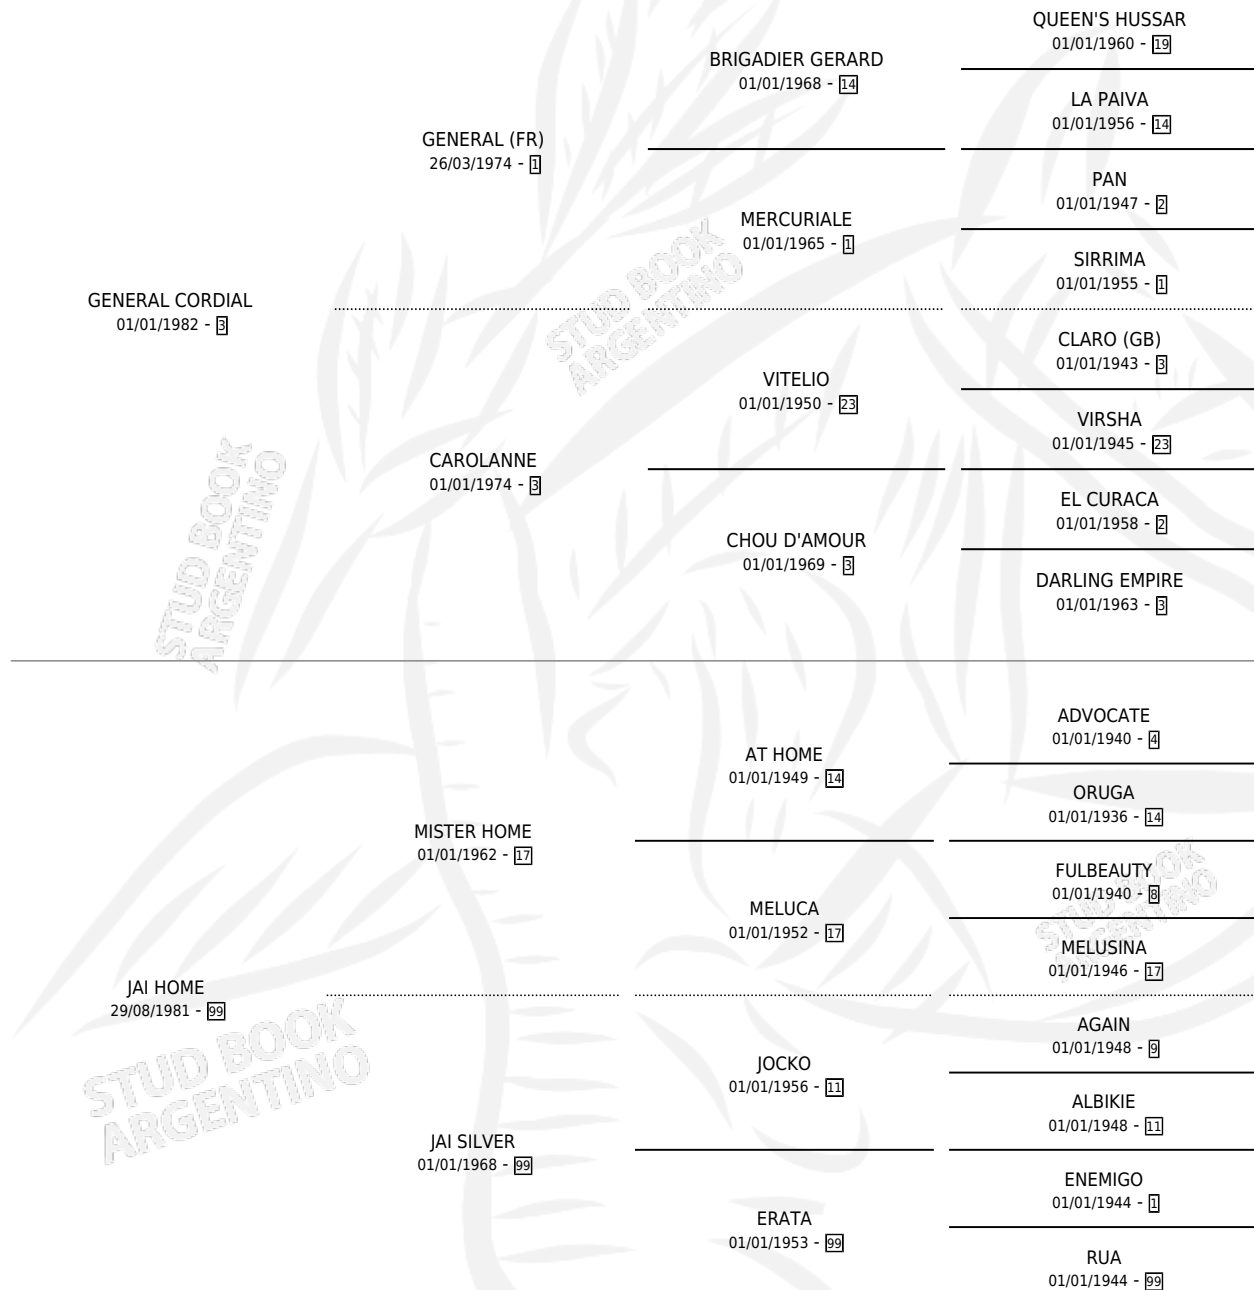 QUEEN'S HUSSAR
01/01/1960 - 19
BRIGADIER GERARD
01/01/1968 - 14
LA PAIVA
01/01/1956 - 14
GENERAL (FR)
26/03/1974 - 1
PAN
01/01/1947 - 2
MERCURIALE
01/01/1965 - 1
SIRRIMA
01/01/1955 - 1
GENERAL CORDIAL
01/01/1982 - 3
CLARO (GB)
01/01/1943 - 3
VITELIO
01/01/1950 - 23
VIRSHA
01/01/1945 - 23
CAROLANNE
01/01/1974 - 3
EL CURACA
01/01/1958 - 2
CHOU D'AMOUR
01/01/1969 - 3
DARLING EMPIRE
01/01/1963 - 3
ADVOCATE
01/01/1940 - 4
AT HOME
01/01/1949 - 14
ORUGA
01/01/1936 - 14
MISTER HOME
01/01/1962 - 17
FULBEAUTY
01/01/1940 - 8
MELUCA
01/01/1952 - 17
MELUSINA
01/01/1946 - 17
JAI HOME
29/08/1981 - 99
AGAIN
01/01/1948 - 9
JOCKO
01/01/1956 - 11
ALBIKIE
01/01/1948 - 11
JAI SILVER
01/01/1968 - 99
ENEMIGO
01/01/1944 - 1
ERATA
01/01/1953 - 99
RUA
01/01/1944 - 99
STUD BOOK
ARGENTINO
STUD BOOK
ARGENTINO
STUD BOOK
ARGENTINO
STUD BOOK
ARGENTINO